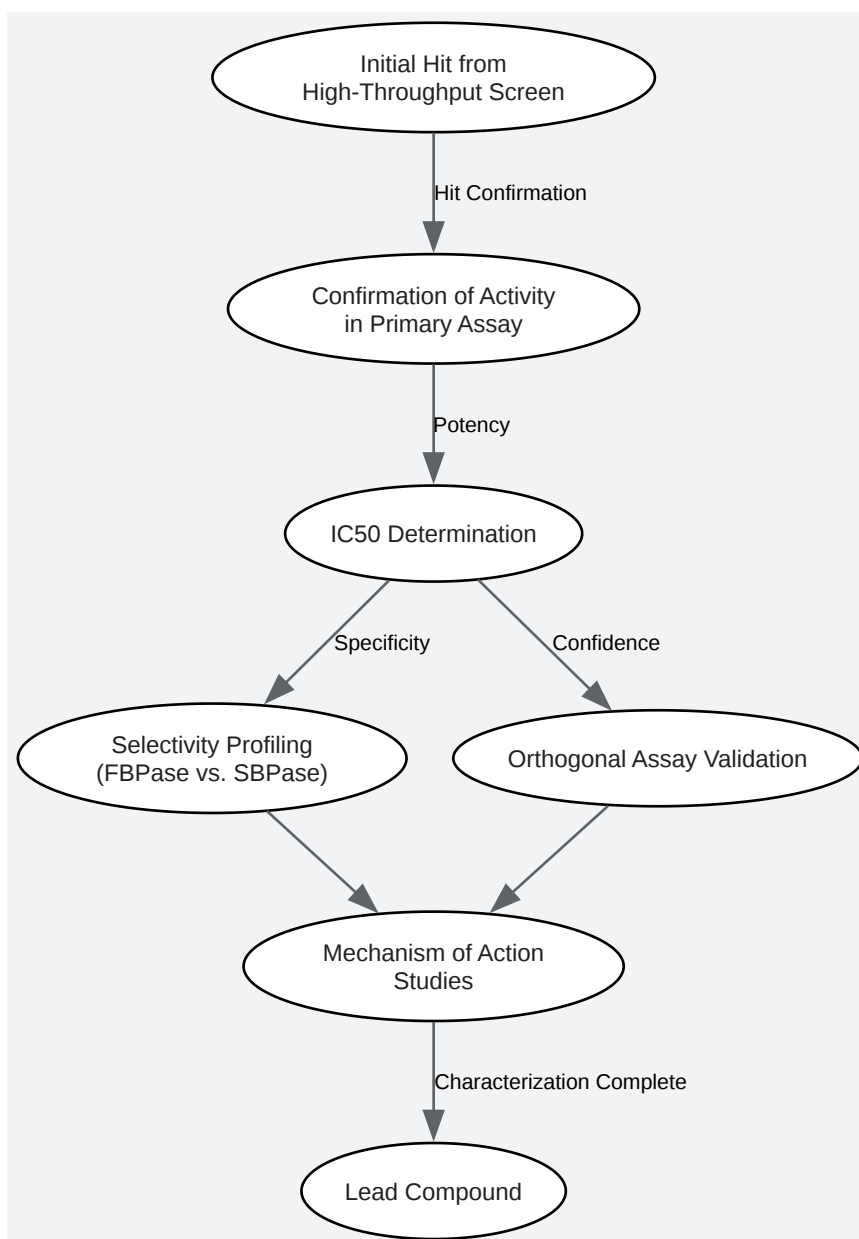 Initial Hit from
High-Throughput Screen
Hit Confirmation
Confirmation of Activity
in Primary Assay
Potency
IC50 Determination
Specificity
Confidence
Selectivity Profiling
(FBPase vs. SBPase)
Orthogonal Assay Validation
Mechanism of Action
Studies
Characterization Complete
Lead Compound